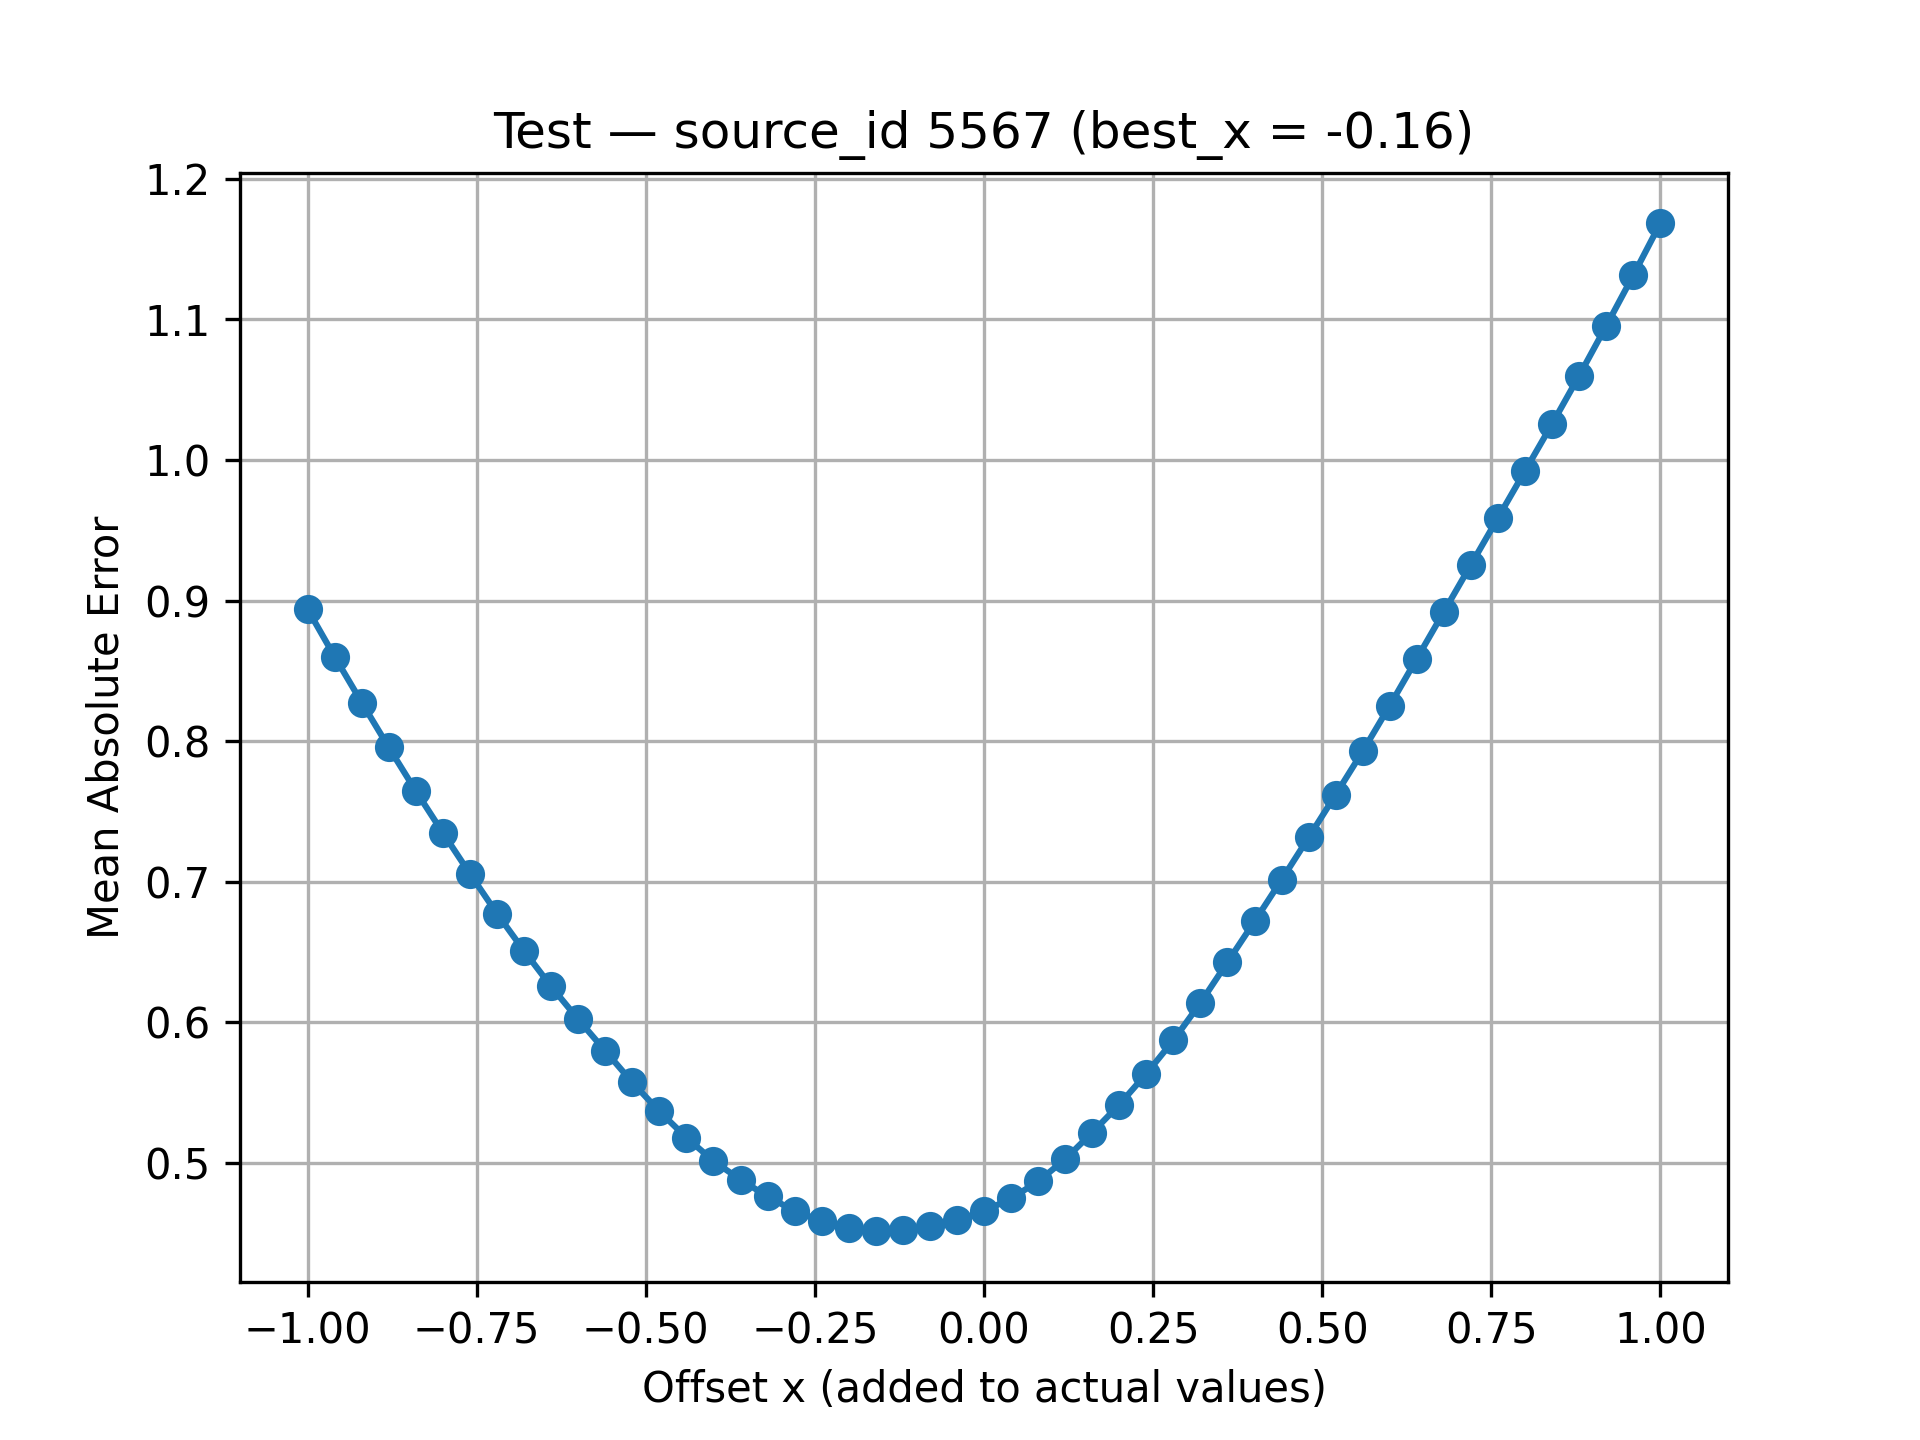 Test — source_id 5567 (best_x = -0.16)
1.2
1.1
1.0
0.9
0.8
0.7
0.6
0.5
Mean Absolute Error
−1.00 −0.75 −0.50 −0.25 0.00 0.25 0.50 0.75 1.00
Offset x (added to actual values)